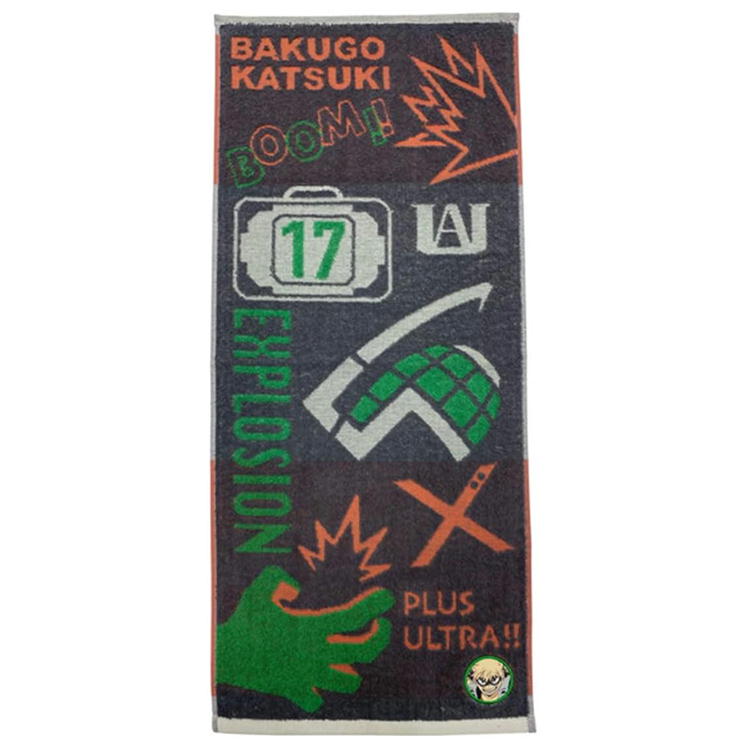 BAKUGO
KATSUKI
BOOM!!
17
UA
EXPLOSION
PLUS
ULTRA!!